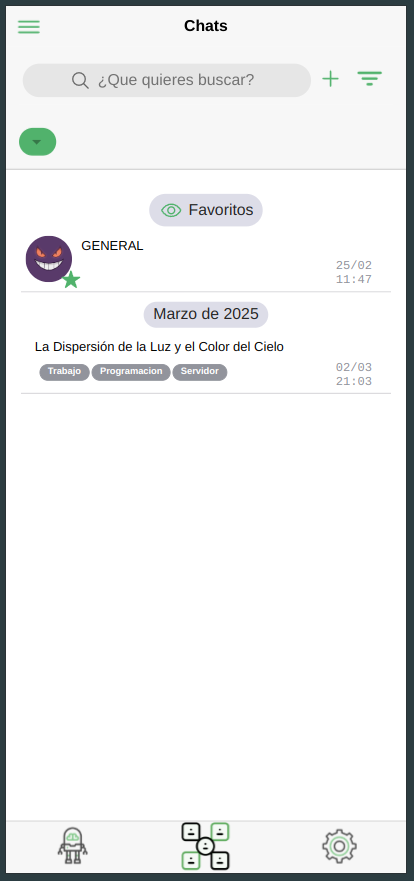 Chats
¿Que quieres buscar?
Favoritos
GENERAL
25/02
11:47
Marzo de 2025
La Dispersión de la Luz y el Color del Cielo
Trabajo Programacion Servidor
02/03
21:03